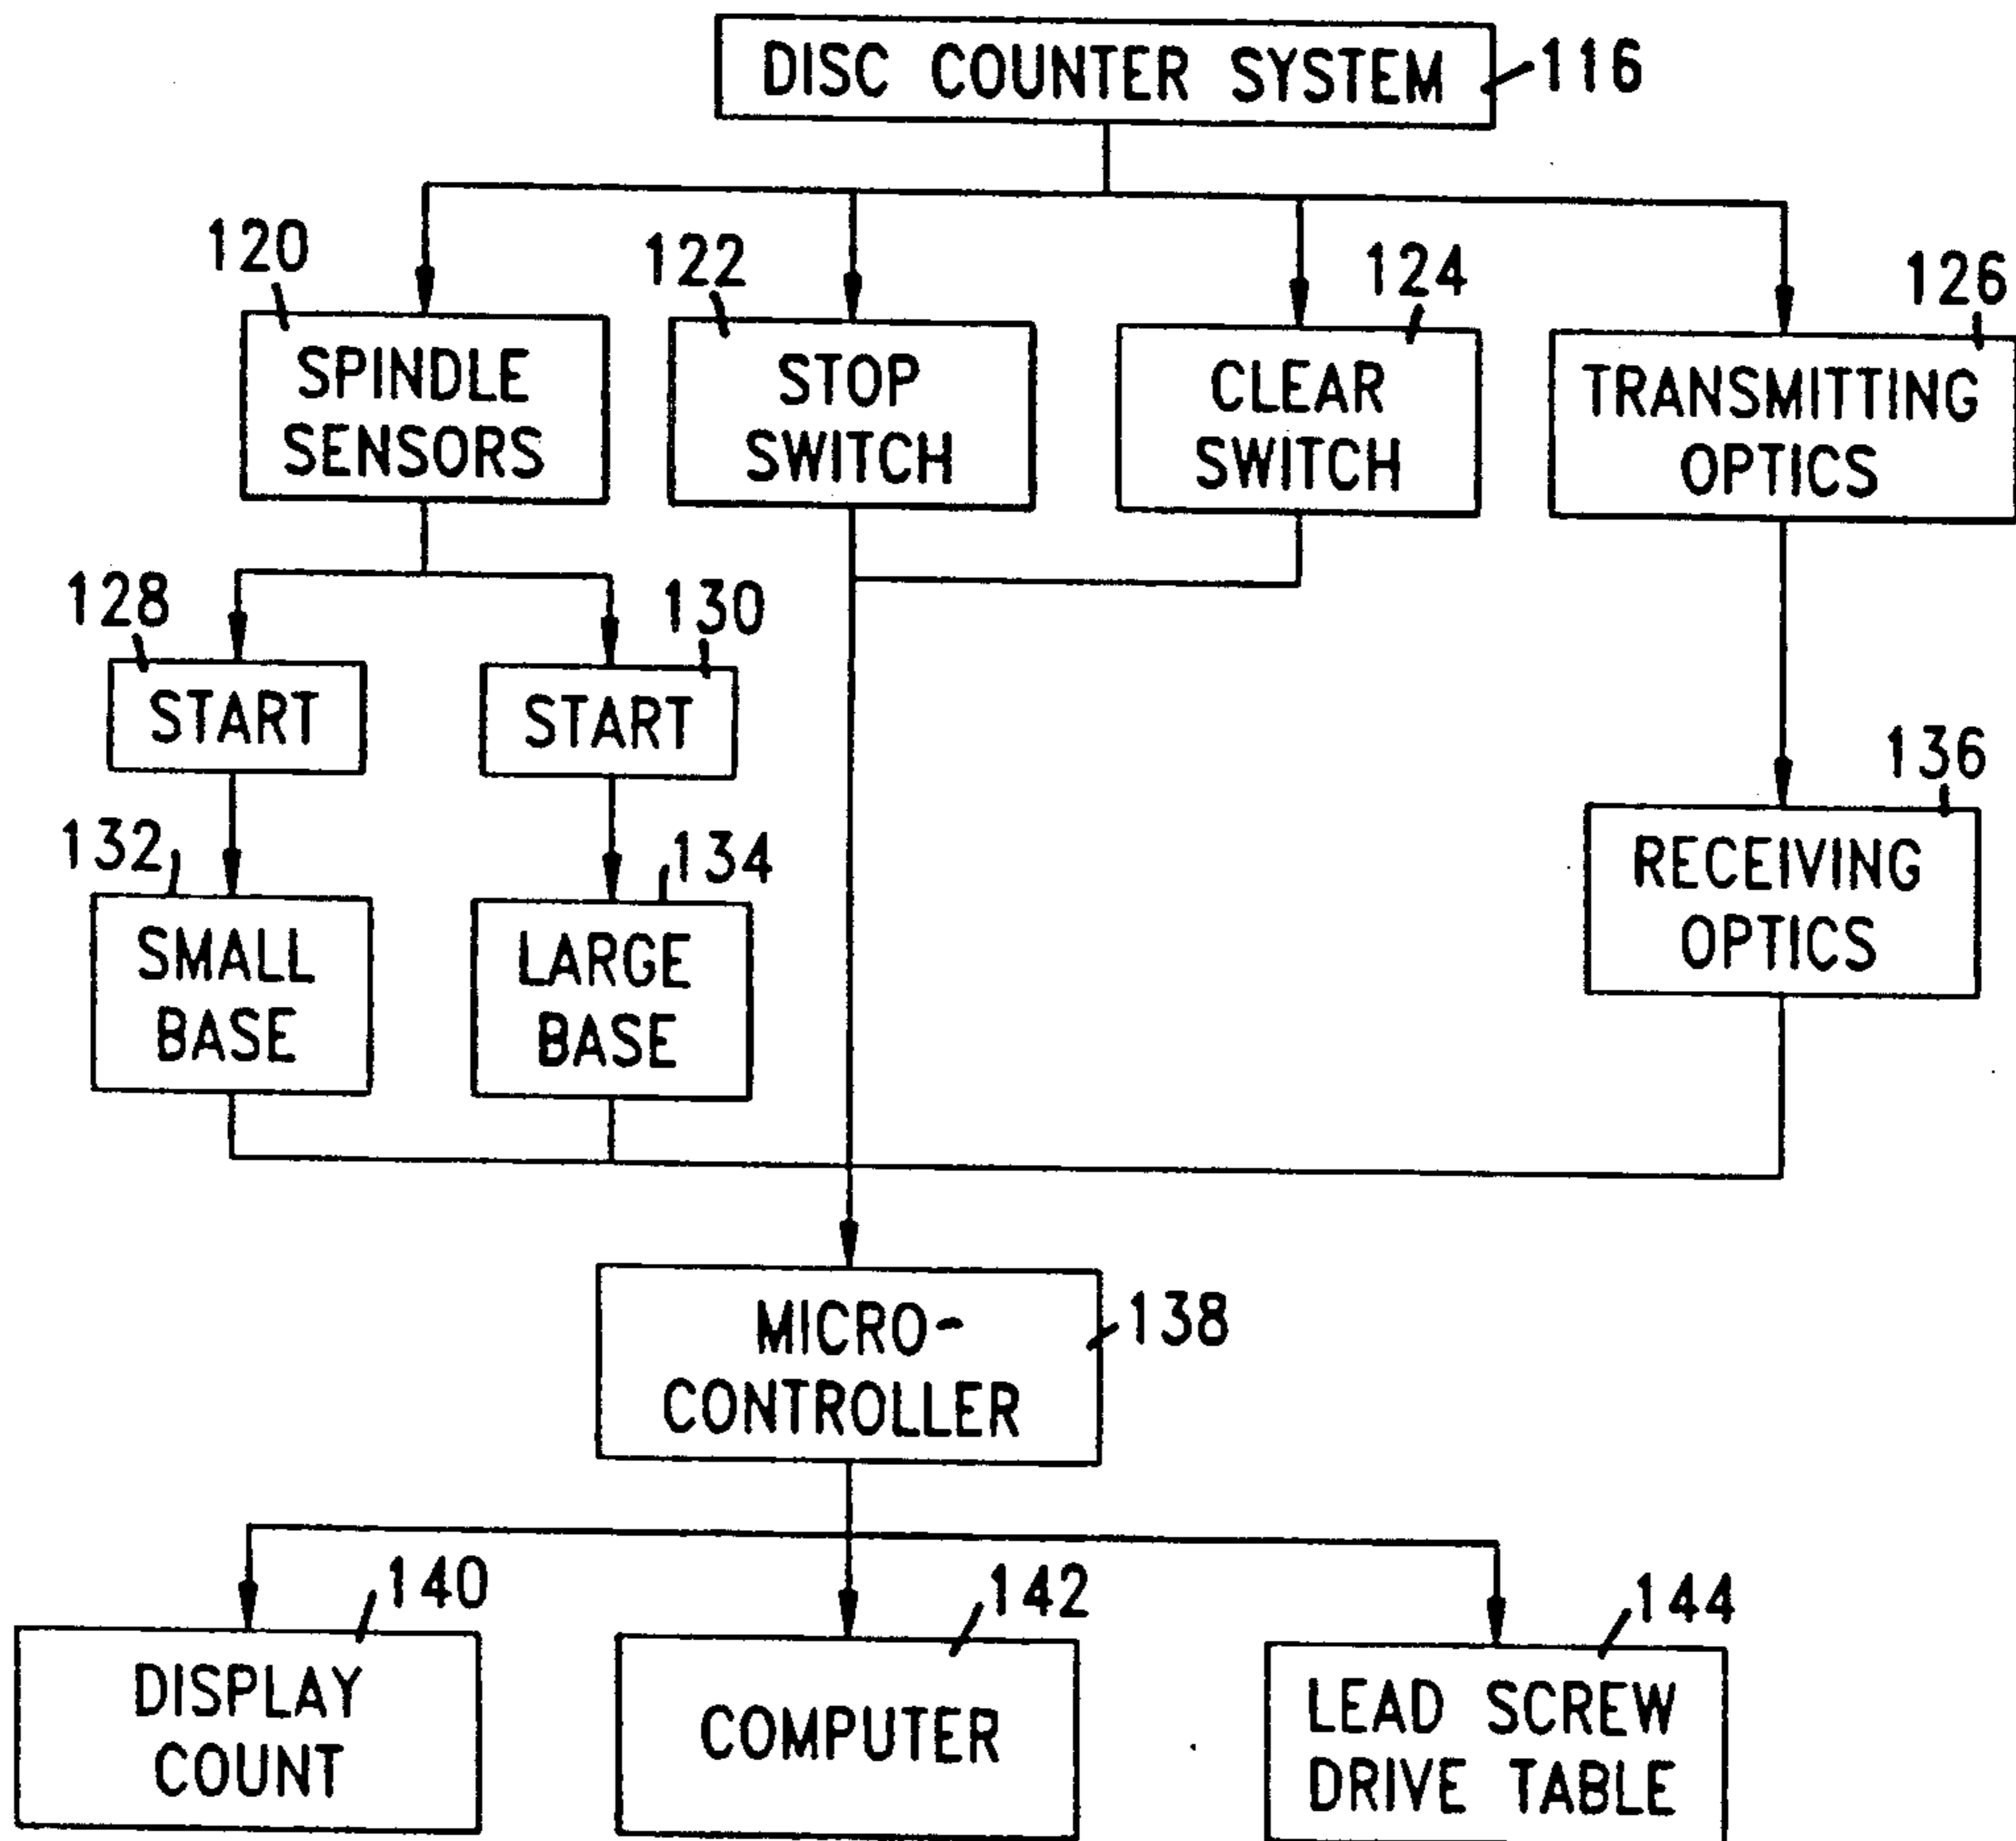 DISC COUNTER SYSTEM
116
120
122
124
126
SPINDLE
SENSORS
STOP
SWITCH
CLEAR
SWITCH
TRANSMITTING
OPTICS
128
130
START
START
136
132
134
RECEIVING
OPTICS
SMALL
BASE
LARGE
BASE
MICRO-
CONTROLLER
138
140
142
144
DISPLAY
COUNT
COMPUTER
LEAD SCREW
DRIVE TABLE